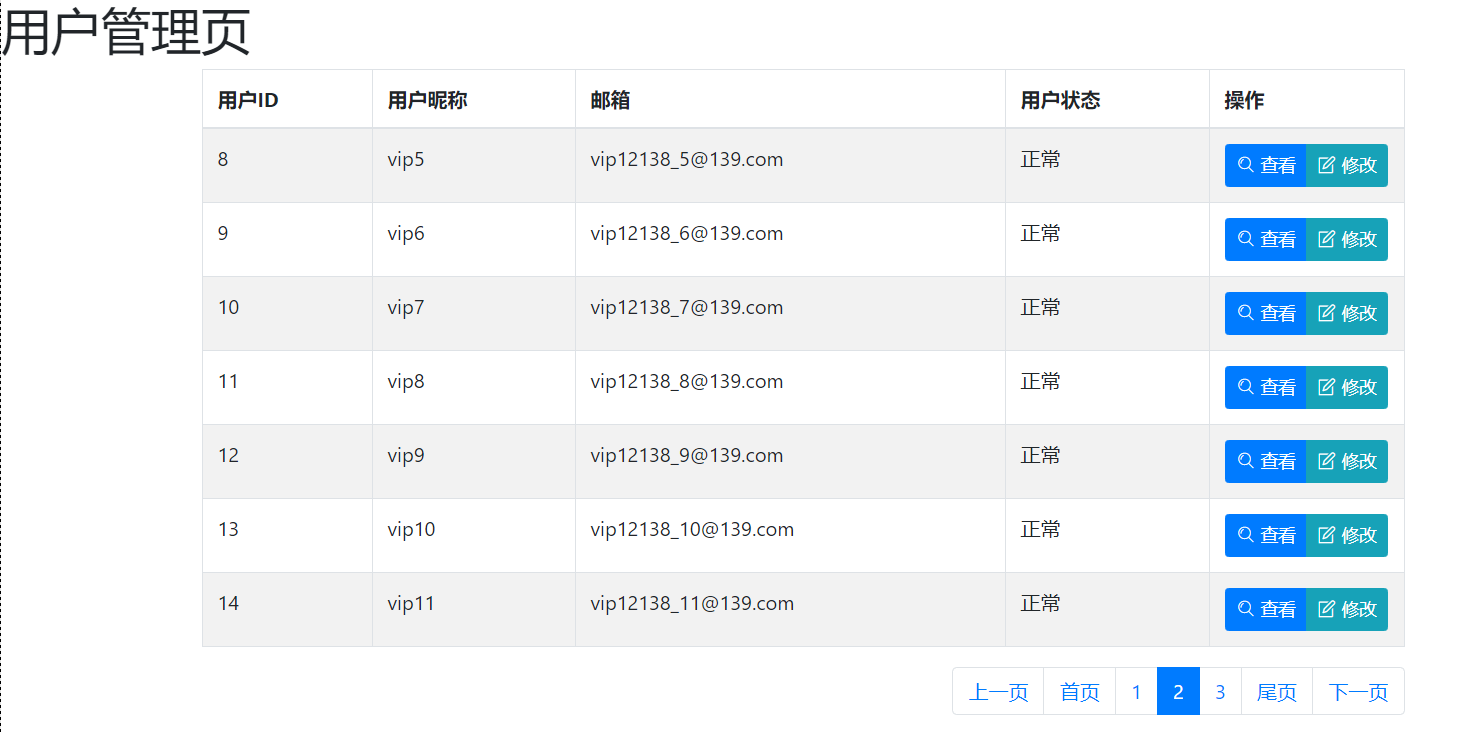 用户管理页
用户ID 用户昵称 邮箱 用户状态 操作
8 vip5 vip12138_5@139.com 正常 查看 修改
9 vip6 vip12138_6@139.com 正常 查看 修改
10 vip7 vip12138_7@139.com 正常 查看 修改
11 vip8 vip12138_8@139.com 正常 查看 修改
12 vip9 vip12138_9@139.com 正常 查看 修改
13 vip10 vip12138_10@139.com 正常 查看 修改
14 vip11 vip12138_11@139.com 正常 查看 修改
上一页 首页 1 2 3 尾页 下一页